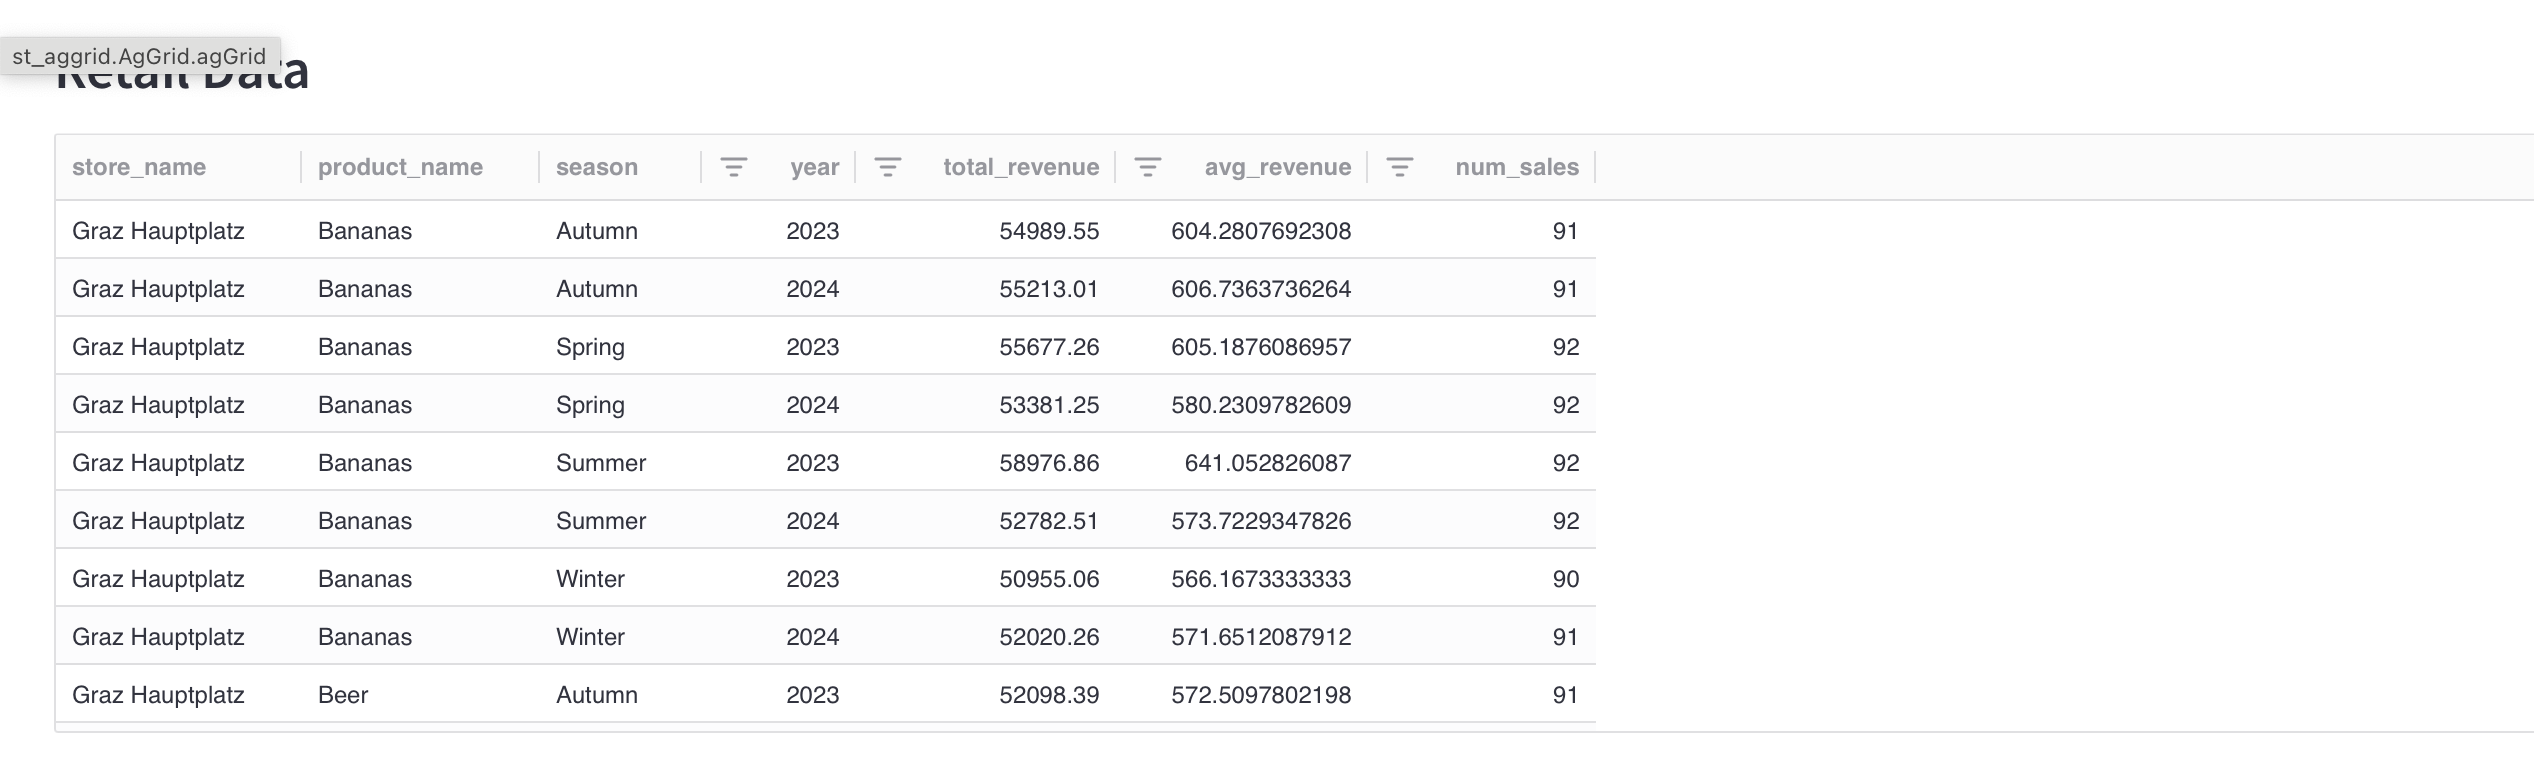 st_aggrid.AgGrid.agGrid
Retail Data
store_name product_name season year total_revenue avg_revenue num_sales
Graz Hauptplatz Bananas Autumn 2023 54989.55 604.2807692308 91
Graz Hauptplatz Bananas Autumn 2024 55213.01 606.7363736264 91
Graz Hauptplatz Bananas Spring 2023 55677.26 605.1876086957 92
Graz Hauptplatz Bananas Spring 2024 53381.25 580.2309782609 92
Graz Hauptplatz Bananas Summer 2023 58976.86 641.052826087 92
Graz Hauptplatz Bananas Summer 2024 52782.51 573.7229347826 92
Graz Hauptplatz Bananas Winter 2023 50955.06 566.1673333333 90
Graz Hauptplatz Bananas Winter 2024 52020.26 571.6512087912 91
Graz Hauptplatz Beer Autumn 2023 52098.39 572.5097802198 91